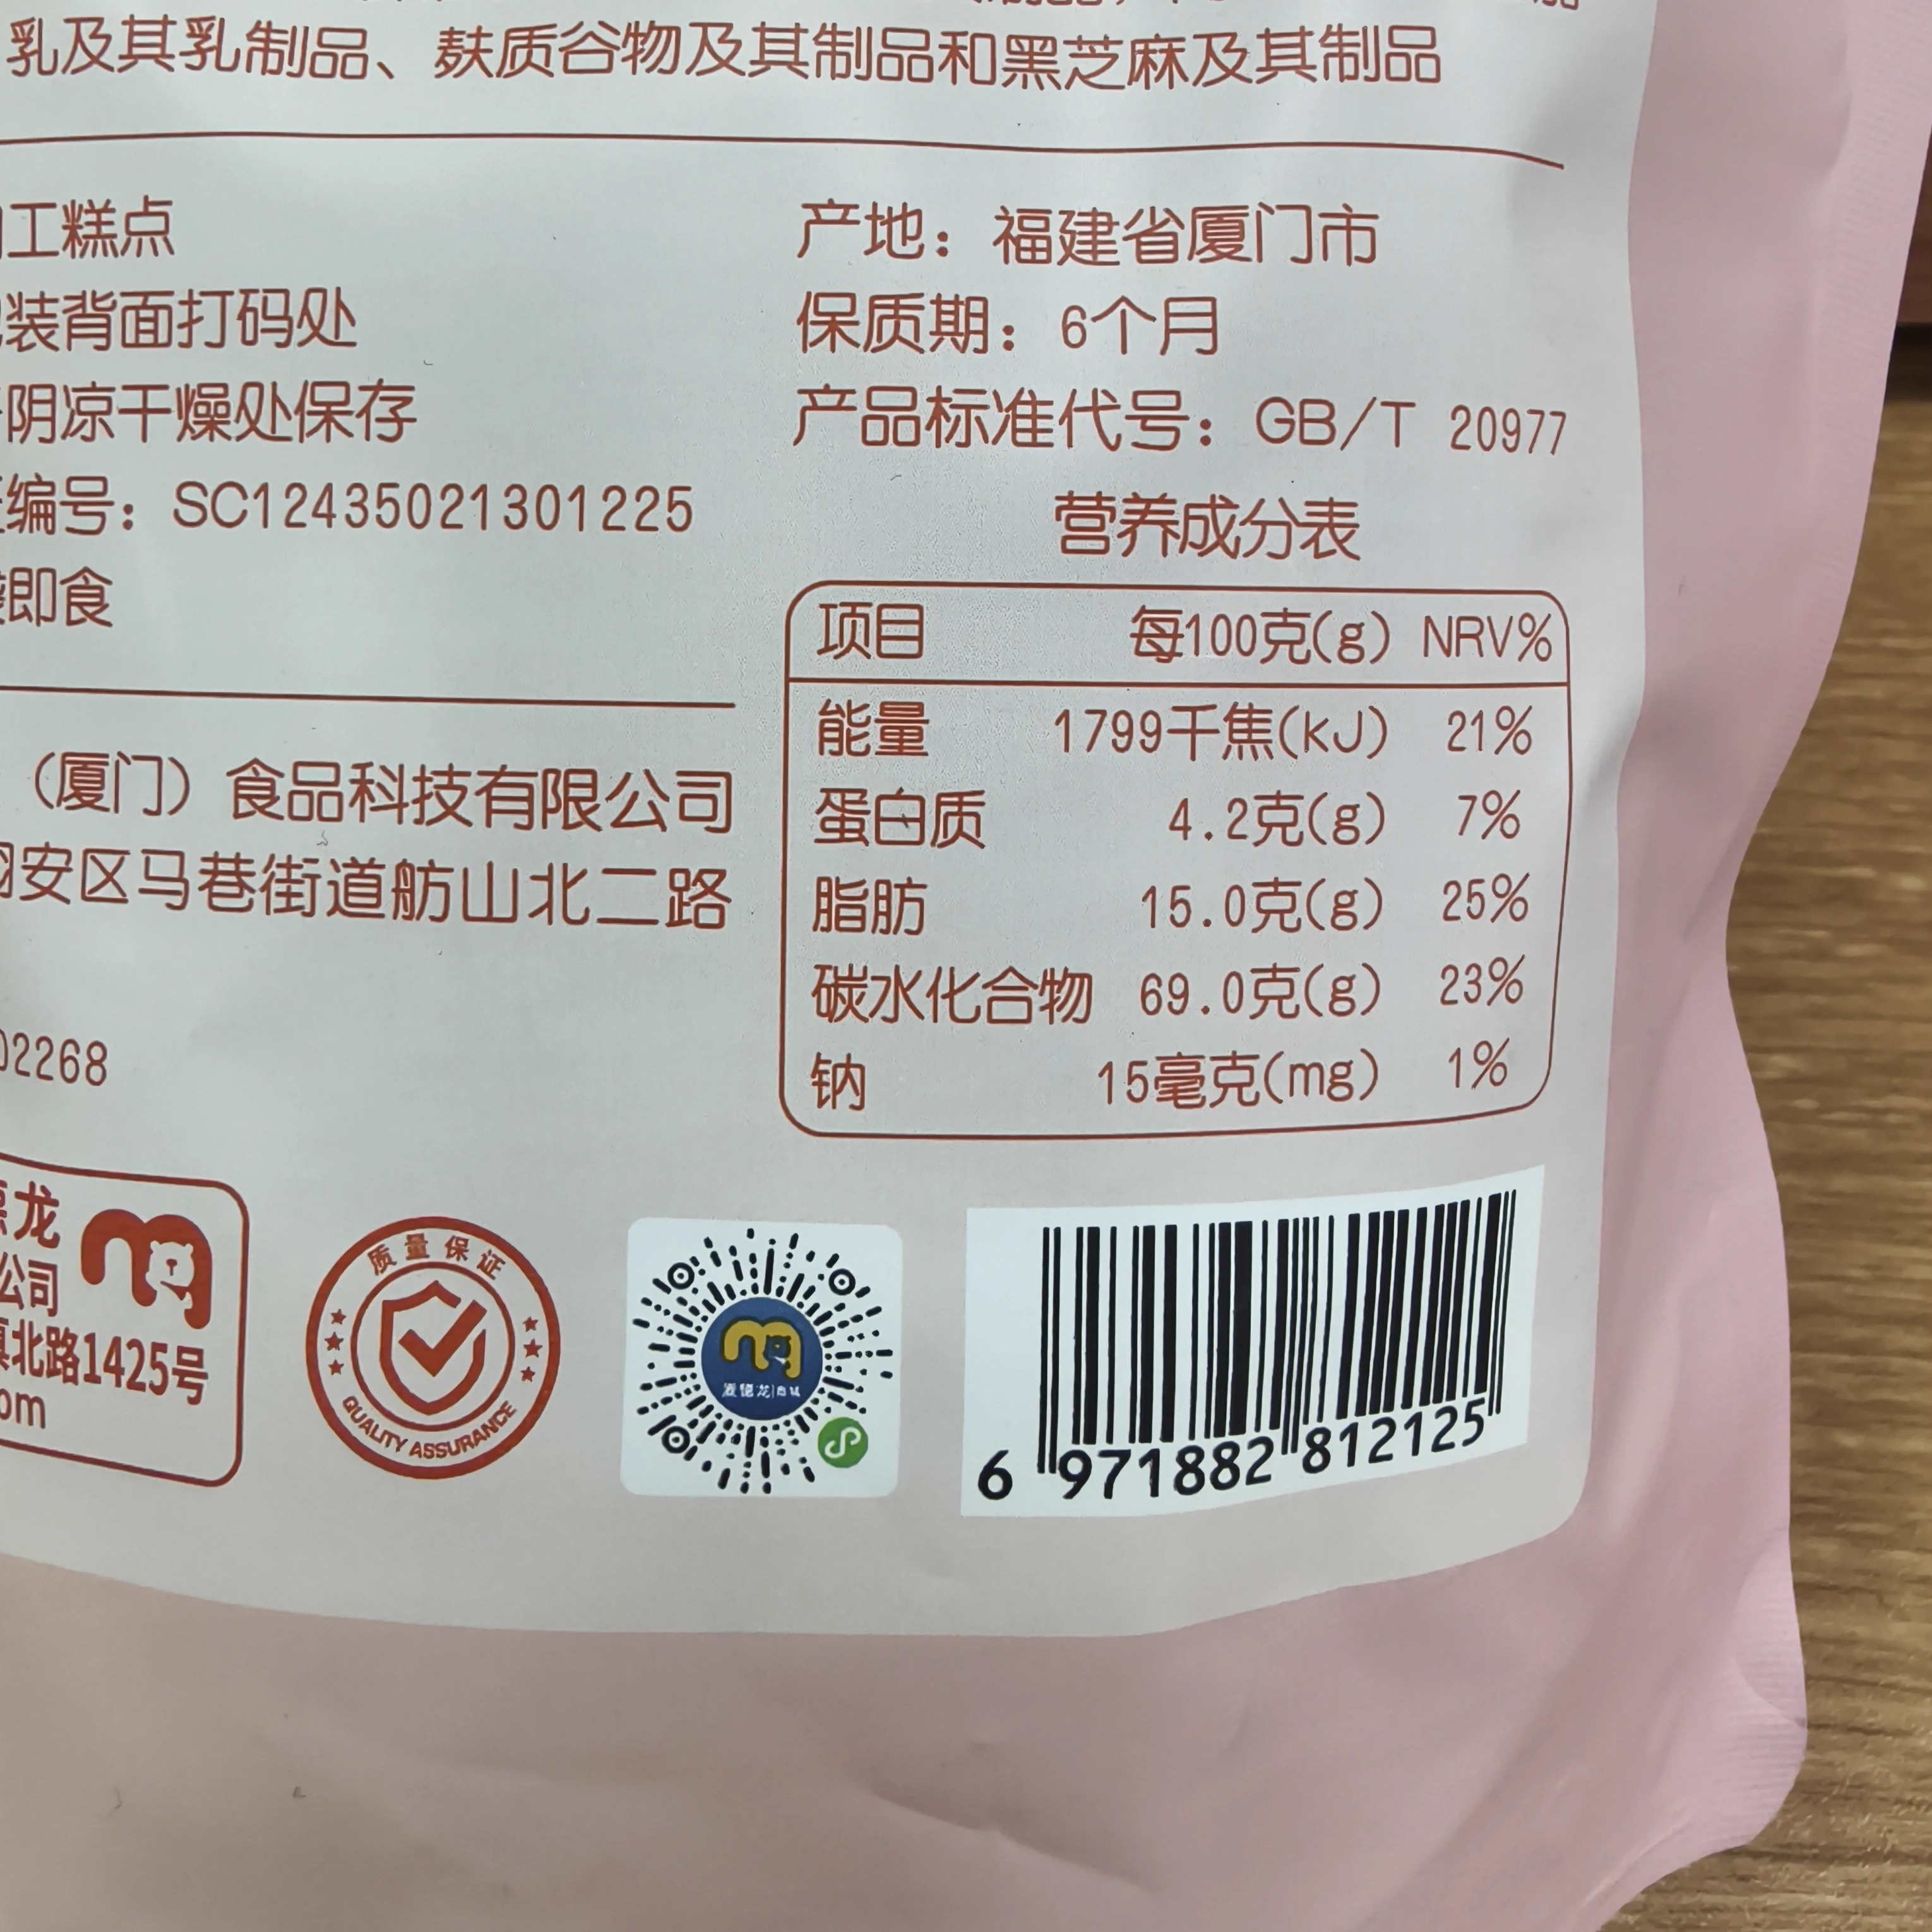 乳及其乳制品、麸质谷物及其制品和黑芝麻及其制品
工糕点
装背面打码处
阴凉干燥处保存
编号：SC12435021301225
即食
产地：福建省厦门市
保质期：6个月
产品标准代号：GB/T 20977
营养成分表
项目 每100克(g) NRV%
能量 1799千焦(kJ) 21%
蛋白质 4.2克(g) 7%
脂肪 15.0克(g) 25%
碳水化合物 69.0克(g) 23%
钠 15毫克(mg) 1%
（厦门）食品科技有限公司
安区马巷街道舫山北二路
02268
龙
公司
北路1425号
om
质量保证
QUALITY ASSURANCE
麦德龙|商城
6 971882 812125